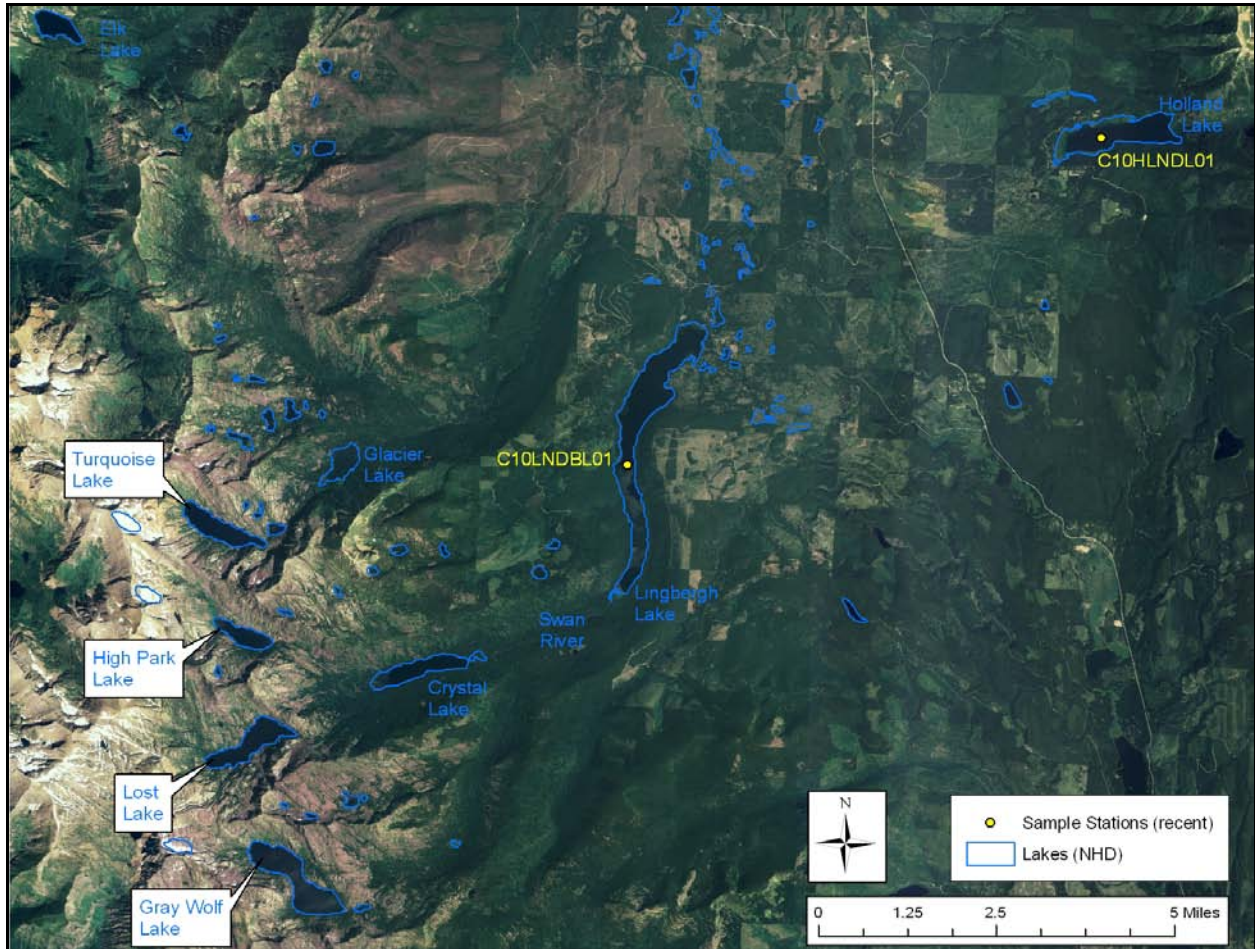 Elk
Lake
Holland
Lake
C10HLNDL01
Turquoise
Lake
Glacier
Lake
C10LNDBL01
Lingbergh
Lake
Swan
River
High Park
Lake
Crystal
Lake
Lost
Lake
Gray Wolf
Lake
N
Sample Stations (recent)
Lakes (NHD)
0 1.25 2.5 5 Miles